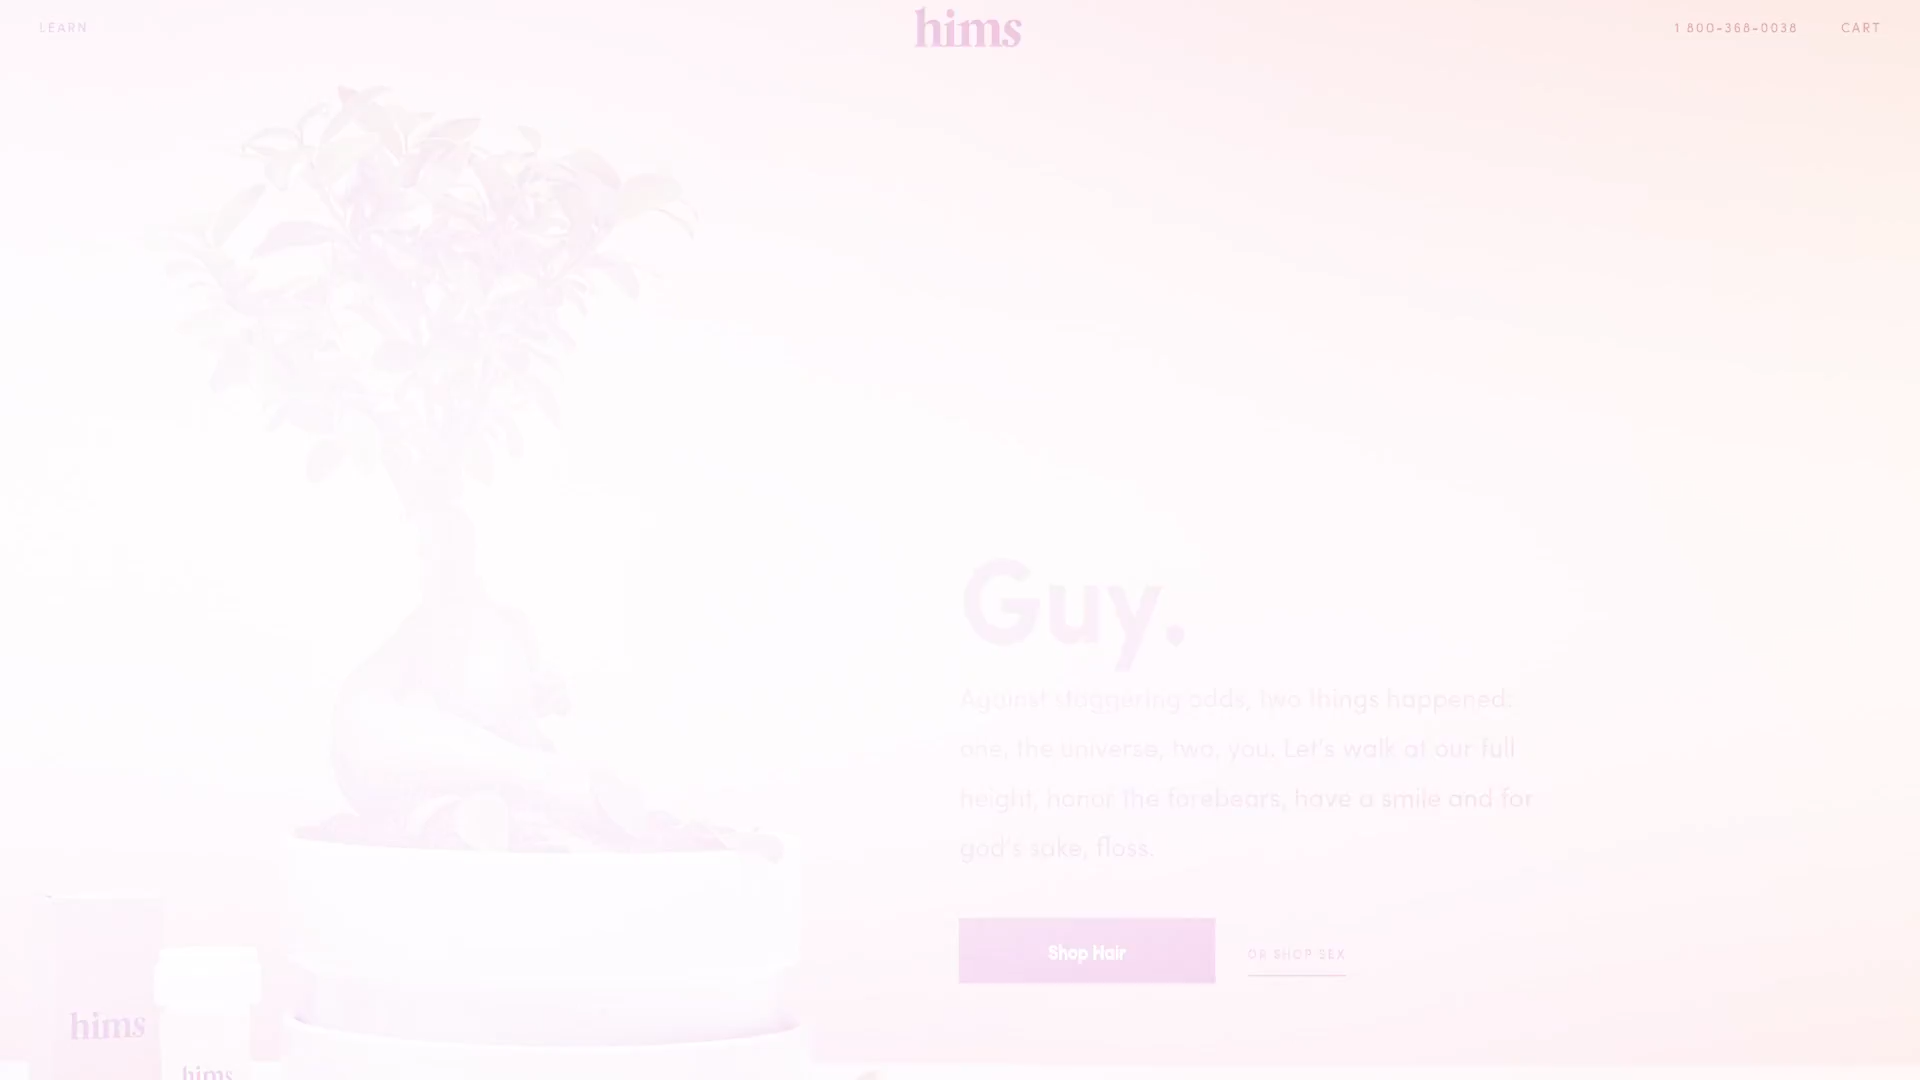 LEARN
hims
1 800-368-0038
CART
Guy.
Against staggering odds, two things happened:
one, the universe, two, you. Let's walk at our full
height, honor the forebears, have a smile and for
god's sake, floss.
Shop Hair
OR SHOP SEX
hims
hims